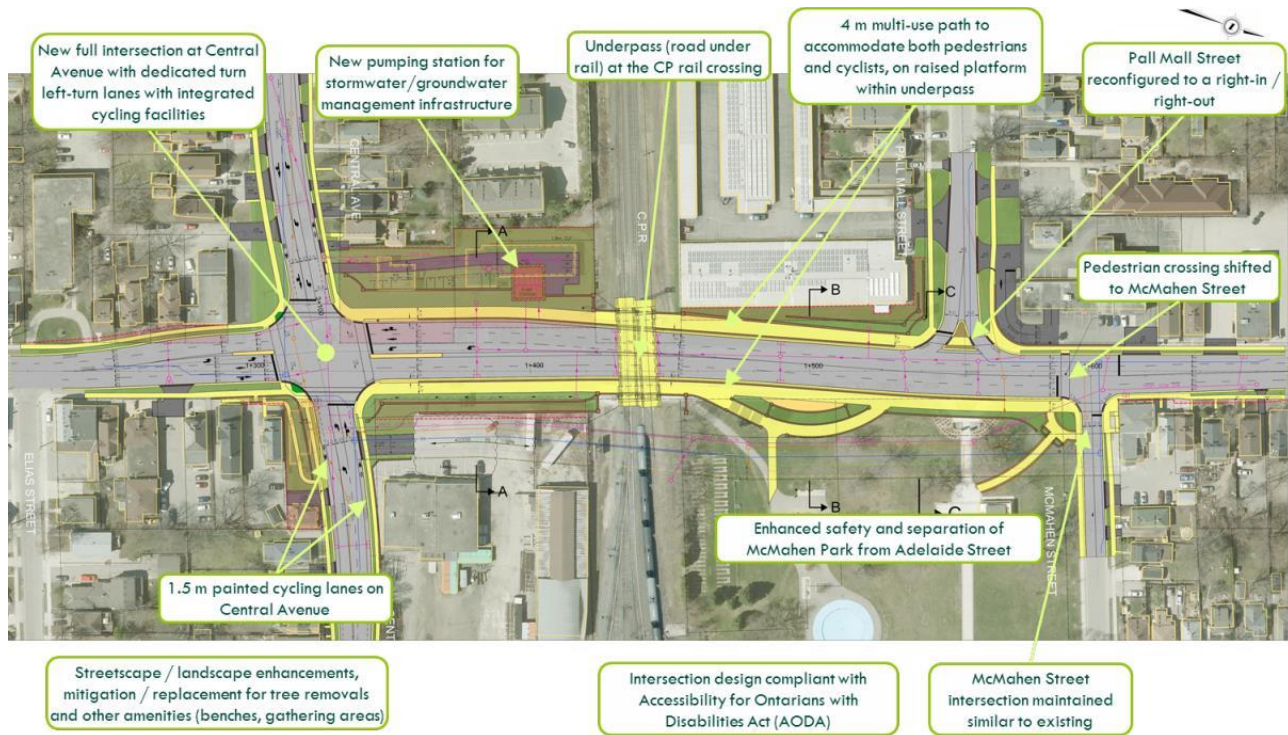 New full intersection at Central
Avenue with dedicated turn
left-turn lanes with integrated
cycling facilities
New pumping station for
stormwater/groundwater
management infrastructure
Underpass (road under
rail) at the CP rail crossing
4 m multi-use path to
accommodate both pedestrians
and cyclists, on raised platform
within underpass
Pall Mall Street
reconfigured to a right-in /
right-out
CENTRAL AVE
A
C.P.R.
PALL MALL STREET
B
C
Pedestrian crossing shifted
to McMahen Street
1+300
1+400
1+500
1+600
ELIAS STREET
A
B
C
MCMAHEN STREET
Enhanced safety and separation of
McMahen Park from Adelaide Street
1.5 m painted cycling lanes on
Central Avenue
CENT
Streetscape / landscape enhancements,
mitigation / replacement for tree removals
and other amenities (benches, gathering areas)
Intersection design compliant with
Accessibility for Ontarians with
Disabilities Act (AODA)
McMahen Street
intersection maintained
similar to existing